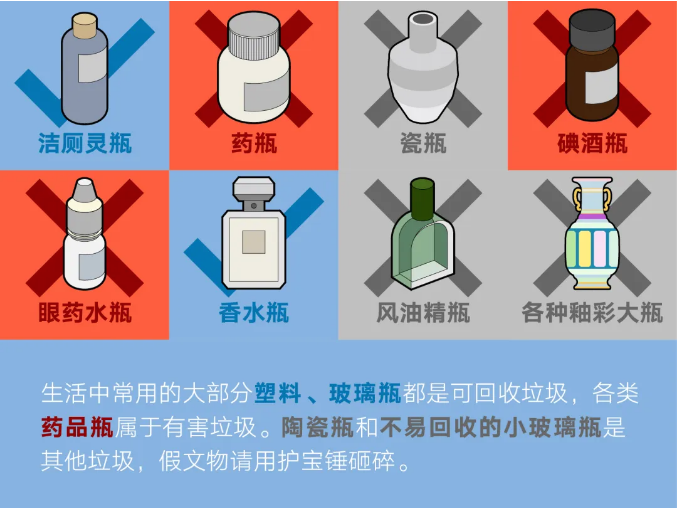 洁厕灵瓶
药瓶
瓷瓶
碘酒瓶
眼药水瓶
香水瓶
风油精瓶
各种釉彩大瓶
生活中常用的大部分塑料、玻璃瓶都是可回收垃圾，各类
药品瓶属于有害垃圾。陶瓷瓶和不易回收的小玻璃瓶是
其他垃圾，假文物请用护宝锤砸碎。